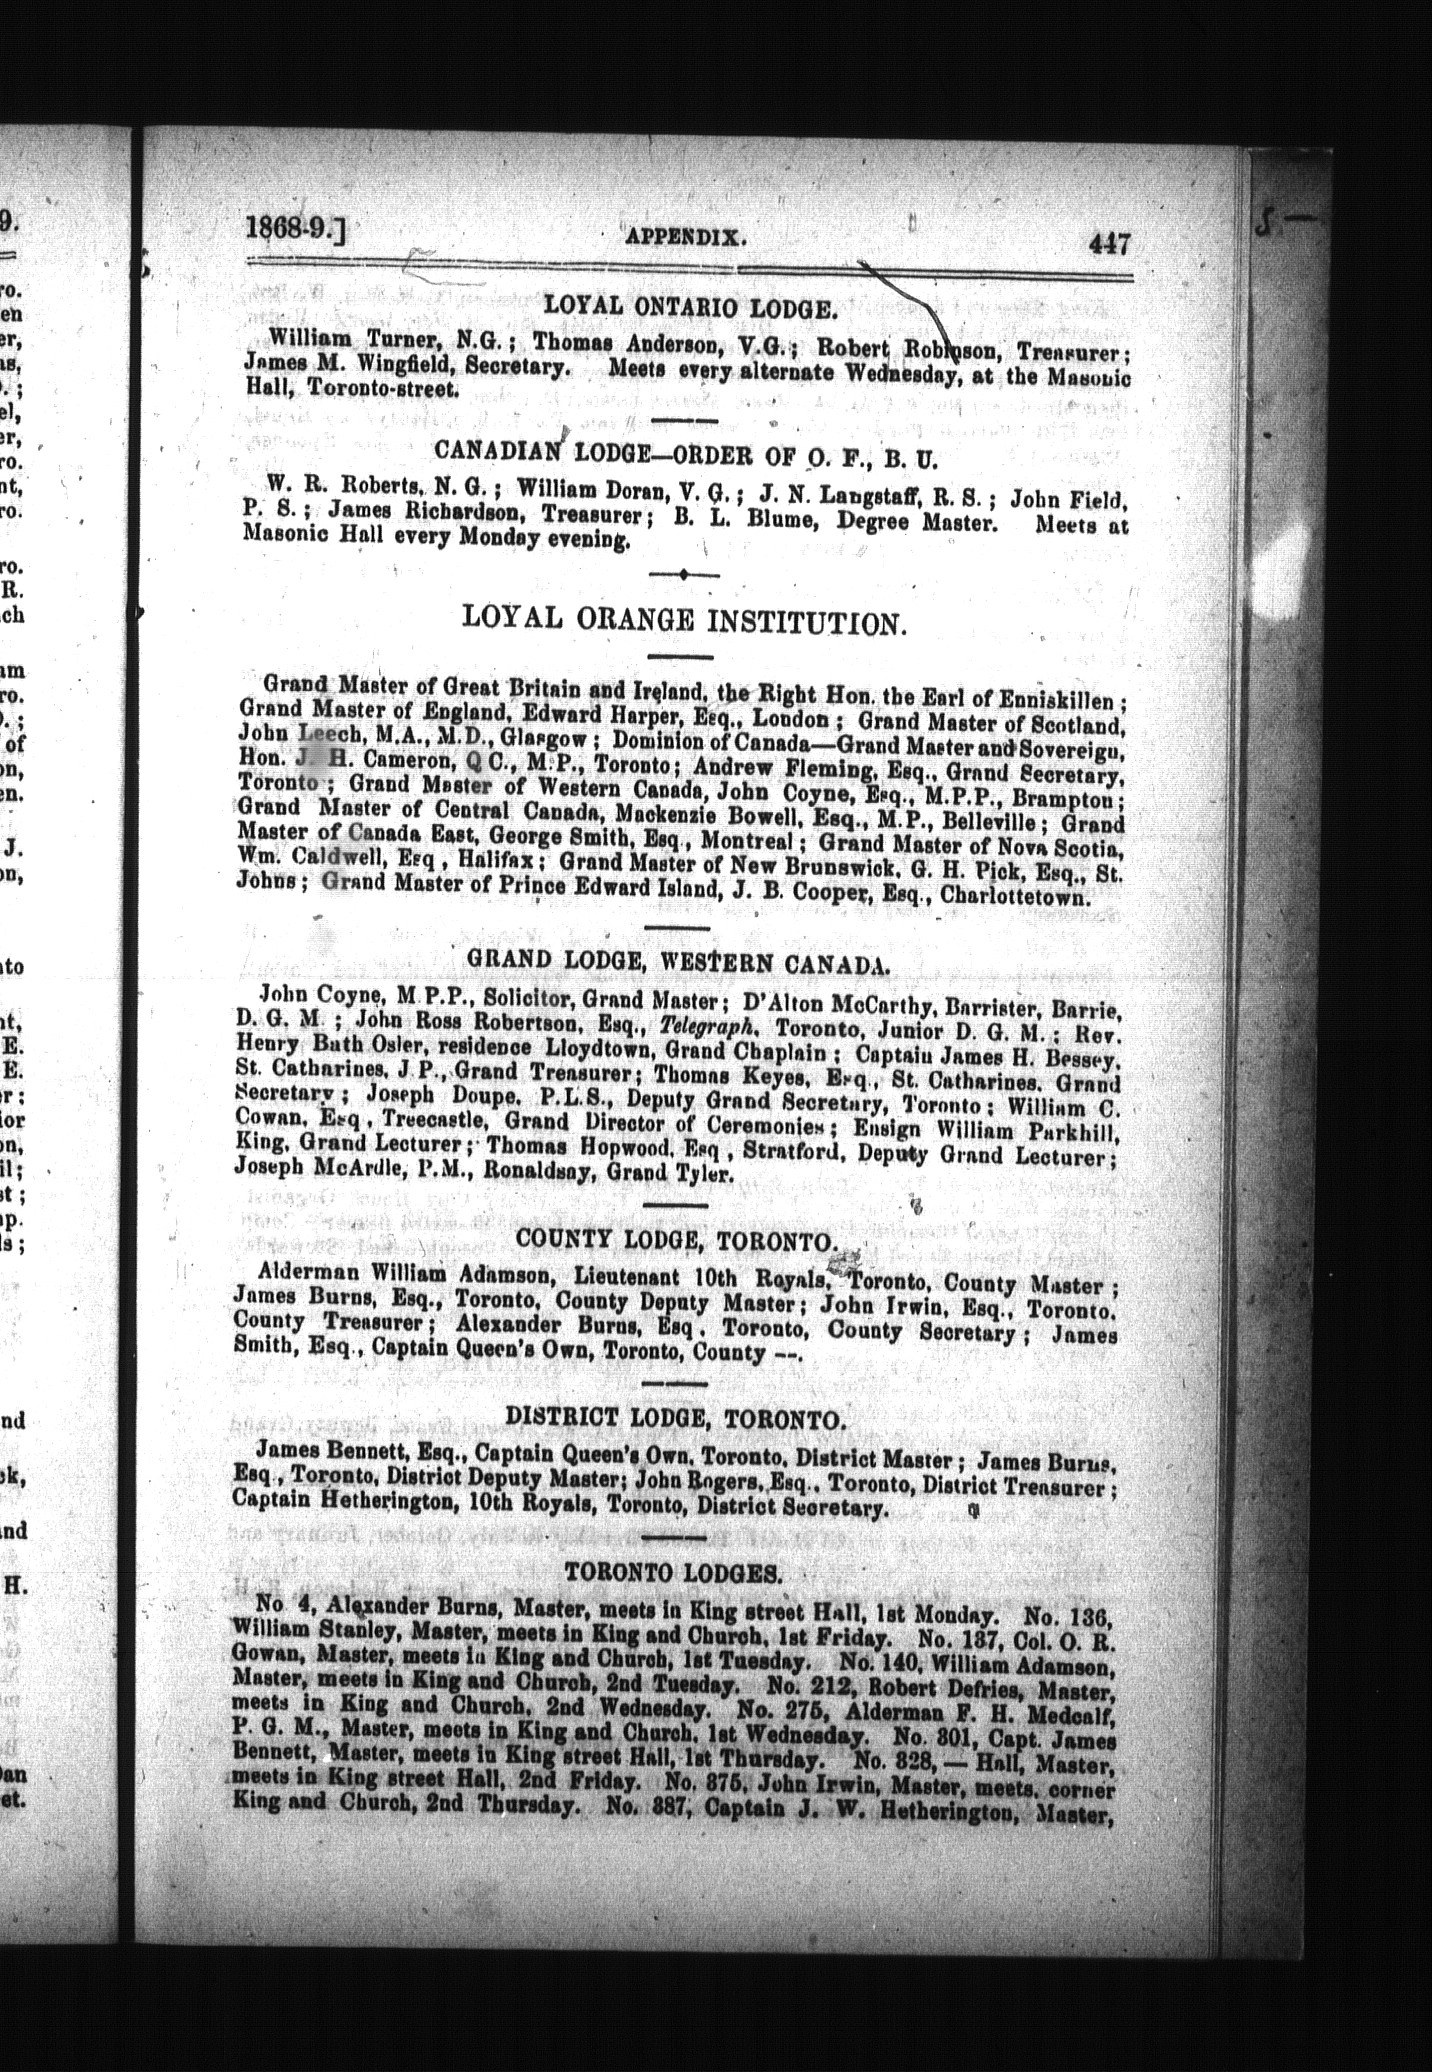 1868-9.] APPENDIX. 447
LOYAL ONTARIO LODGE.
William Turner, N.G.; Thomas Anderson, V.G.; Robert Robinson, Treasurer;
James M. Wingfield, Secretary. Meets every alternate Wednesday, at the Masonic
Hall, Toronto-street.
CANADIAN LODGE—ORDER OF O. F., B. U.
W. R. Roberts, N. G.; William Doran, V. G.; J. N. Langstaff, R. S.; John Field,
P. S.; James Richardson, Treasurer; B. L. Blume, Degree Master. Meets at
Masonic Hall every Monday evening.
LOYAL ORANGE INSTITUTION.
Grand Master of Great Britain and Ireland, the Right Hon. the Earl of Enniskillen;
Grand Master of England, Edward Harper, Esq., London; Grand Master of Scotland,
John Leech, M.A., M.D., Glasgow; Dominion of Canada—Grand Master and Sovereign,
Hon. J. H. Cameron, Q C., M.P., Toronto; Andrew Fleming, Esq., Grand Secretary,
Toronto; Grand Master of Western Canada, John Coyne, Esq., M.P.P., Brampton;
Grand Master of Central Canada, Mackenzie Bowell, Esq., M.P., Belleville; Grand
Master of Canada East, George Smith, Esq., Montreal; Grand Master of Nova Scotia,
Wm. Caldwell, Esq, Halifax; Grand Master of New Brunswick, G. H. Pick, Esq., St.
Johns; Grand Master of Prince Edward Island, J. B. Cooper, Esq., Charlottetown.
GRAND LODGE, WESTERN CANADA.
John Coyne, M.P.P., Solicitor, Grand Master; D'Alton McCarthy, Barrister, Barrie,
D. G. M.; John Ross Robertson, Esq., Telegraph, Toronto, Junior D. G. M.; Rev.
Henry Bath Osler, residence Lloydtown, Grand Chaplain; Captain James H. Bessey,
St. Catharines, J.P., Grand Treasurer; Thomas Keyes, Esq., St. Catharines, Grand
Secretary; Joseph Doupe, P.L.S., Deputy Grand Secretary, Toronto; William C.
Cowan, Esq, Treecastle, Grand Director of Ceremonies; Ensign William Parkhill,
King, Grand Lecturer; Thomas Hopwood, Esq, Stratford, Deputy Grand Lecturer;
Joseph McArdle, P.M., Ronaldsay, Grand Tyler.
COUNTY LODGE, TORONTO.
Alderman William Adamson, Lieutenant 10th Royals, Toronto, County Master;
James Burns, Esq., Toronto, County Deputy Master; John Irwin, Esq., Toronto,
County Treasurer; Alexander Burns, Esq. Toronto, County Secretary; James
Smith, Esq., Captain Queen's Own, Toronto, County ——.
DISTRICT LODGE, TORONTO.
James Bennett, Esq., Captain Queen's Own, Toronto, District Master; James Burns,
Esq., Toronto, District Deputy Master; John Rogers, Esq., Toronto, District Treasurer;
Captain Hetherington, 10th Royals, Toronto, District Secretary.
TORONTO LODGES.
No 4, Alexander Burns, Master, meets in King street Hall, 1st Monday. No. 136,
William Stanley, Master, meets in King and Church, 1st Friday. No. 137, Col. O. R.
Gowan, Master, meets in King and Church, 1st Tuesday. No. 140, William Adamson,
Master, meets in King and Church, 2nd Tuesday. No. 212, Robert Defries, Master,
meets in King and Church, 2nd Wednesday. No. 275, Alderman F. H. Medcalf,
P. G. M., Master, meets in King and Church, 1st Wednesday. No. 301, Capt. James
Bennett, Master, meets in King street Hall, 1st Thursday. No. 328, — Hall, Master,
meets in King street Hall, 2nd Friday. No. 375, John Irwin, Master, meets, corner
King and Church, 2nd Thursday. No. 387, Captain J. W. Hetherington, Master,